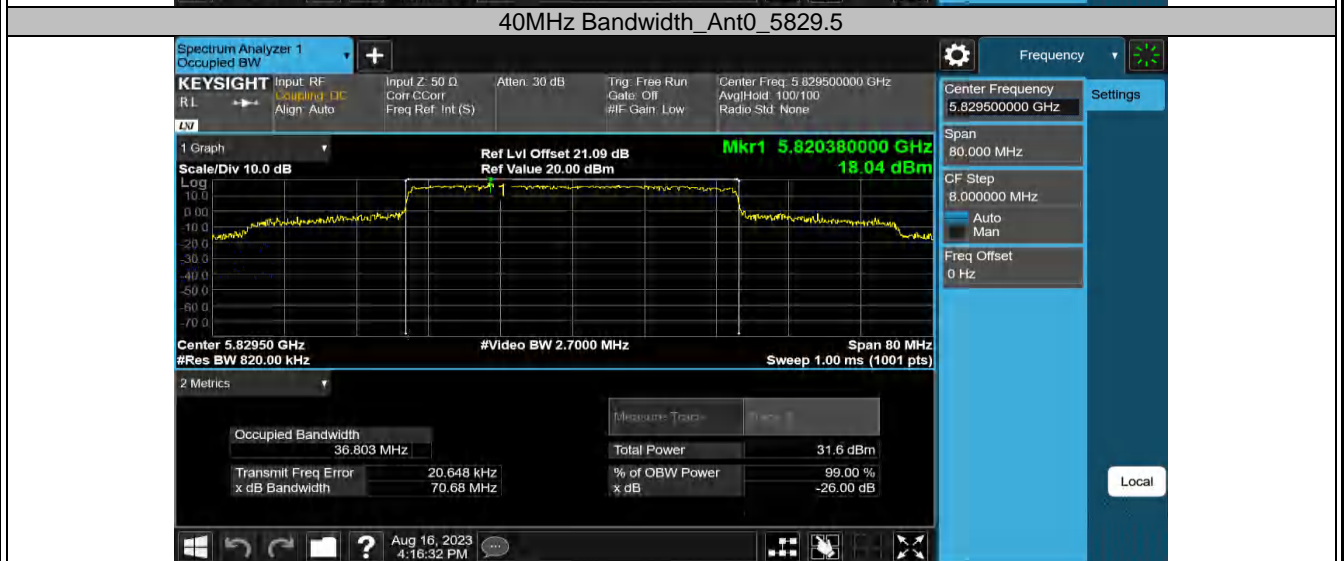 40MHz Bandwidth_Ant0_5829.5
Spectrum Analyzer 1
Occupied BW
Frequency
KEYSIGHT Input: RF Input Z: 50 Ω Atten: 30 dB Trig: Free Run Center Freq: 5.829500000 GHz
RL Coupling: DC Corr CCorr Gate: Off Avg|Hold: 100/100
Align: Auto Freq Ref: Int (S) #IF Gain: Low Radio Std: None
LXI
Center Frequency
5.829500000 GHz
Settings
Span
80.000 MHz
CF Step
8.000000 MHz
Auto
Man
Freq Offset
0 Hz
1 Graph
Ref Lvl Offset 21.09 dB
Mkr1 5.820380000 GHz
Scale/Div 10.0 dB
Ref Value 20.00 dBm
18.04 dBm
Log
10.0
0.00
-10.0
-20.0
-30.0
-40.0
-50.0
-60.0
-70.0
1
Center 5.82950 GHz #Video BW 2.7000 MHz Span 80 MHz
#Res BW 820.00 kHz Sweep 1.00 ms (1001 pts)
2 Metrics
Measure Trace
Occupied Bandwidth
36.803 MHz
Total Power 31.6 dBm
Transmit Freq Error 20.648 kHz % of OBW Power 99.00 %
x dB Bandwidth 70.68 MHz x dB -26.00 dB
Local
Aug 16, 2023
4:16:32 PM